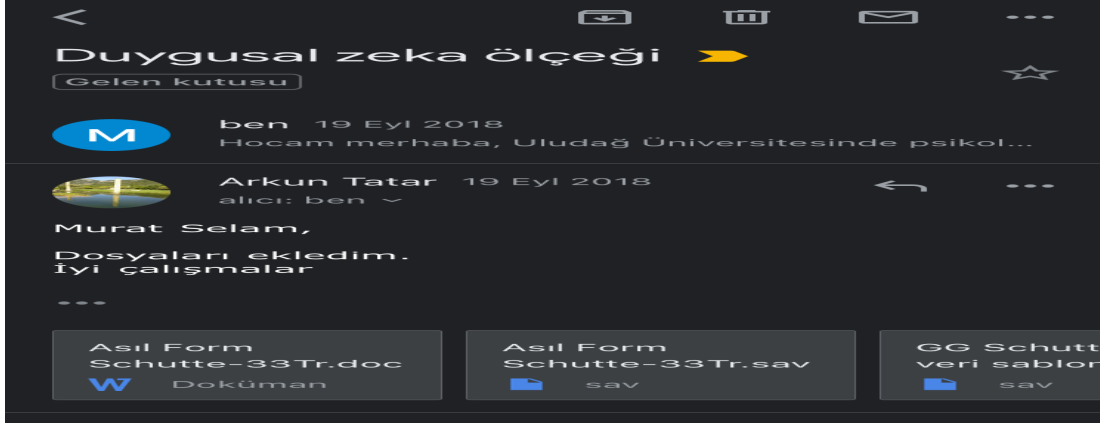 Duygusal zeka ölçeği
Gelen kutusu
M
ben 19 Eyl 2018
Hocam merhaba, Uludağ Üniversitesinde psikol...
Arkun Tatar 19 Eyl 2018
alıcı: ben
Murat Selam,
Dosyaları ekledim.
İyi çalışmalar
Asıl Form
Schutte-33Tr.doc
W Doküman
Asıl Form
Schutte-33Tr.sav
sav
GG Schutt
veri sablon
sav